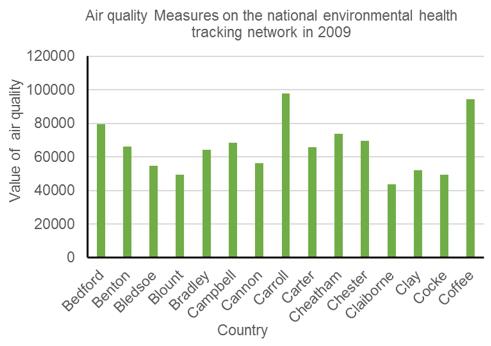 Air quality Measures on the national environmental health
tracking network in 2009
Value of air quality
120000
100000
80000
60000
40000
20000
0
Bedford
Benton
Bledsoe
Blount
Bradley
Campbell
Cannon
Carroll
Carter
Cheatham
Chester
Claiborne
Clay
Cocke
Coffee
Country